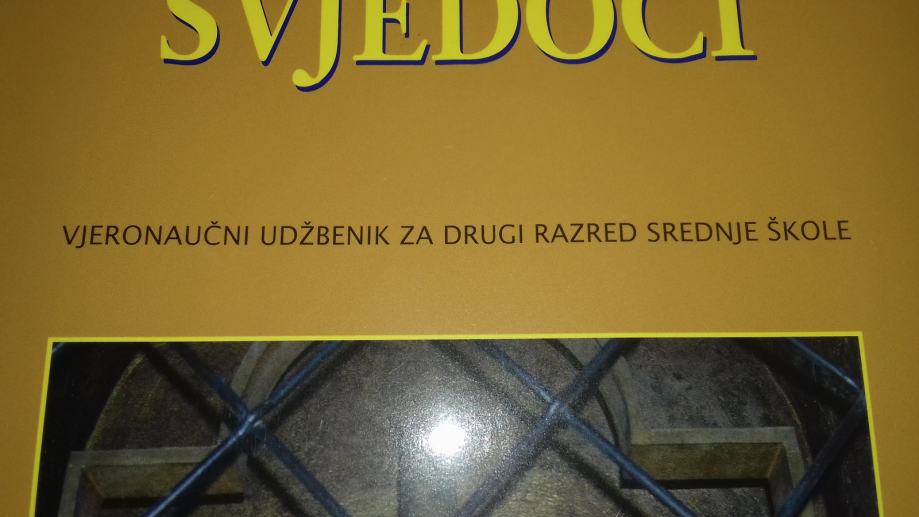 SVJEDOCI
VJERONAUČNI UDŽBENIK ZA DRUGI RAZRED SREDNJE ŠKOLE